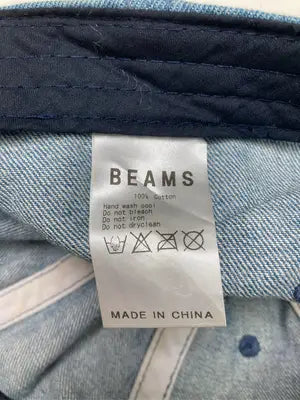 BEAMS
100% Cotton
Hand wash cool
Do not bleach
Do not iron
Do not dryclean
MADE IN CHINA